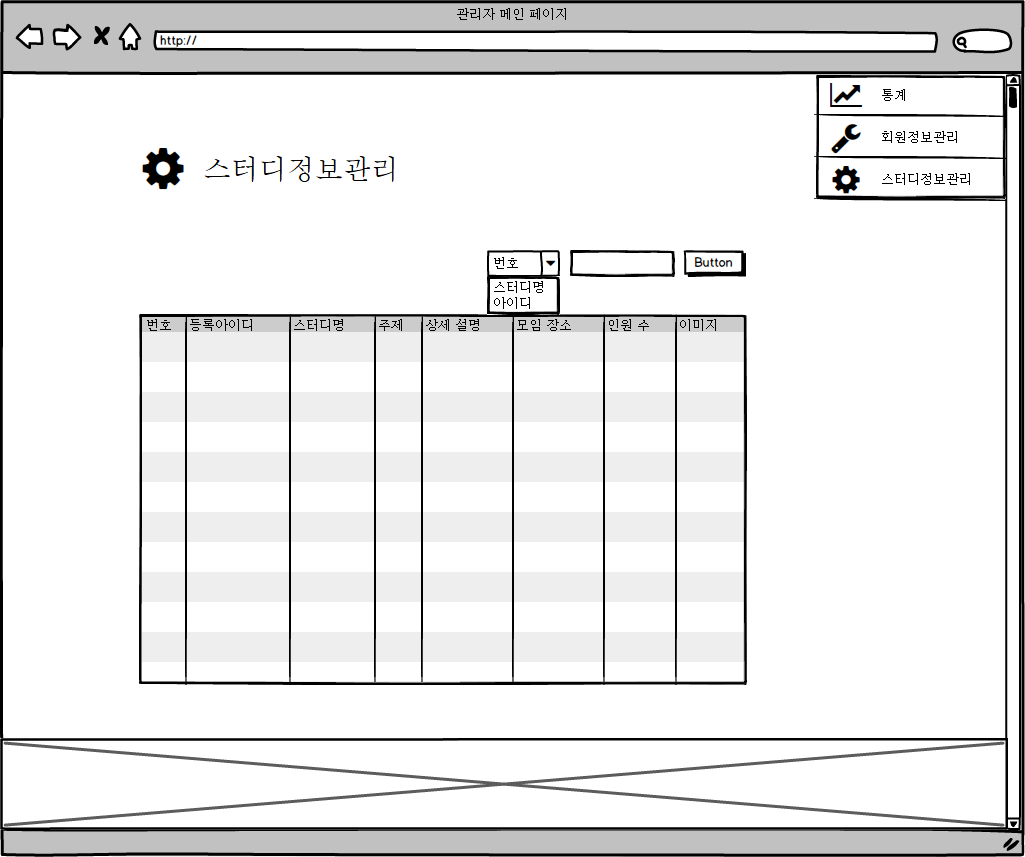 관리자 메인 페이지
http://
통계
회원정보관리
스터디정보관리
스터디정보관리
번호
Button
스터디명
아이디
번호 등록아이디 스터디명 주제 상세 설명 모임 장소 인원 수 이미지